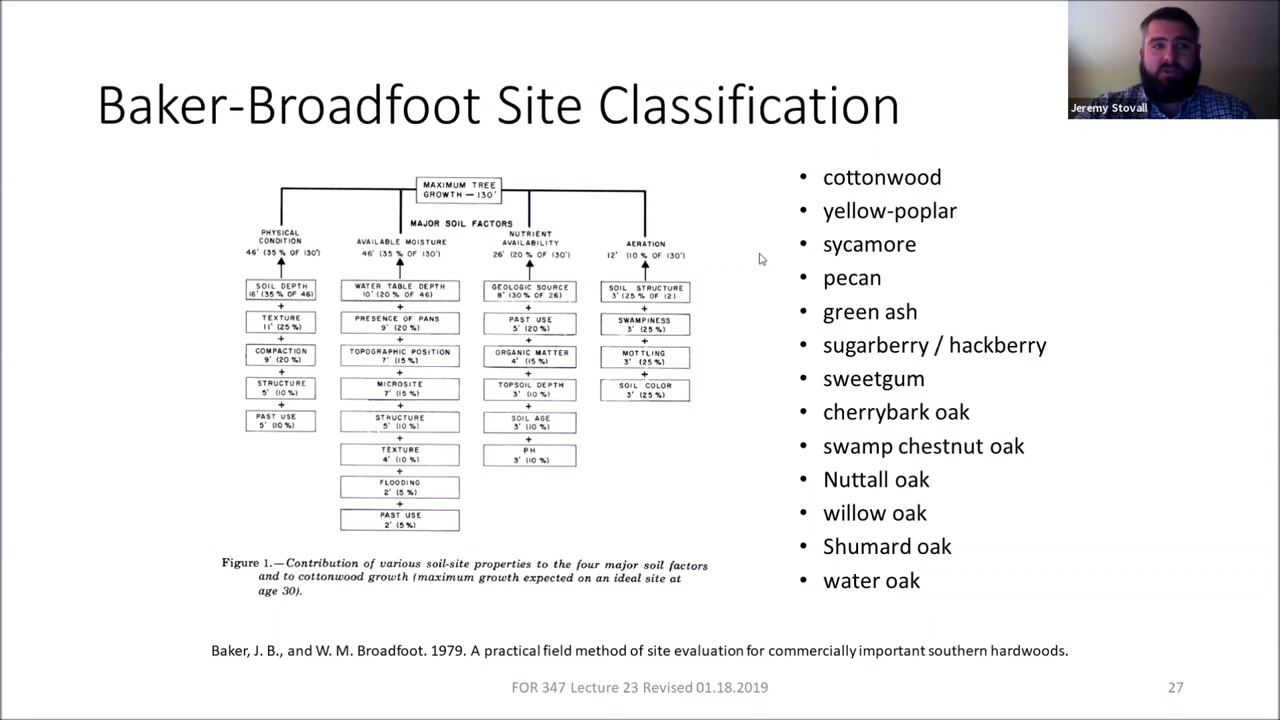 Jeremy Stovall
Baker-Broadfoot Site Classification
MAXIMUM TREE
GROWTH — 130'
MAJOR SOIL FACTORS
PHYSICAL
CONDITION
46' (35 % OF 130')
SOIL DEPTH
16' (35 % OF 46)
+
TEXTURE
11' (25 %)
+
COMPACTION
9' (20 %)
+
STRUCTURE
5' (10 %)
+
PAST USE
5' (10 %)
AVAILABLE MOISTURE
46' (35 % OF 130')
WATER TABLE DEPTH
10' (20 % OF 46)
+
PRESENCE OF PANS
9' (20 %)
+
TOPOGRAPHIC POSITION
7' (15 %)
+
MICROSITE
7' (15 %)
+
STRUCTURE
5' (10 %)
+
TEXTURE
4' (10 %)
+
FLOODING
2' (5 %)
+
PAST USE
2' (5 %)
NUTRIENT
AVAILABILITY
26' (20 % OF 130')
GEOLOGIC SOURCE
8' (30 % OF 26)
+
PAST USE
5' (20 %)
+
ORGANIC MATTER
4' (15 %)
+
TOPSOIL DEPTH
3' (10 %)
+
SOIL AGE
3' (10 %)
+
PH
3' (10 %)
AERATION
12' (10 % OF 130')
SOIL STRUCTURE
3' (25 % OF 12)
+
SWAMPINESS
3' (25 %)
+
MOTTLING
3' (25 %)
+
SOIL COLOR
3' (25 %)
Figure 1.—Contribution of various soil-site properties to the four major soil factors
and to cottonwood growth (maximum growth expected on an ideal site at
age 30).
• cottonwood
• yellow-poplar
• sycamore
• pecan
• green ash
• sugarberry / hackberry
• sweetgum
• cherrybark oak
• swamp chestnut oak
• Nuttall oak
• willow oak
• Shumard oak
• water oak
Baker, J. B., and W. M. Broadfoot. 1979. A practical field method of site evaluation for commercially important southern hardwoods.
FOR 347 Lecture 23 Revised 01.18.2019
27